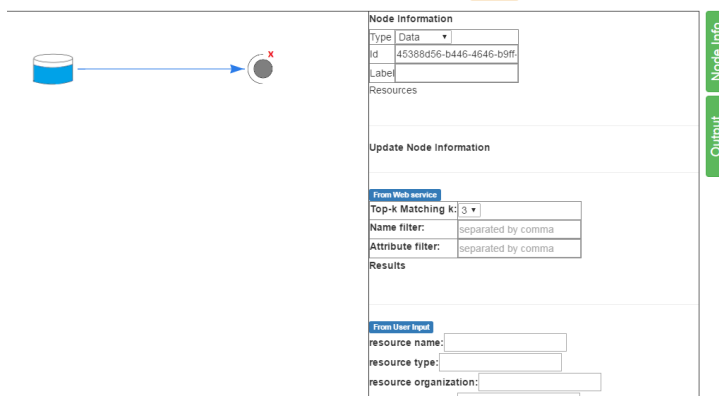 x
Node Information
Type Data
Id 45388d56-b446-4646-b9ff-
Label
Resources
Update Node Information
From Web service
Top-k Matching k: 3
Name filter: separated by comma
Attribute filter: separated by comma
Results
From User Input
resource name:
resource type:
resource organization:
Node Info
Output